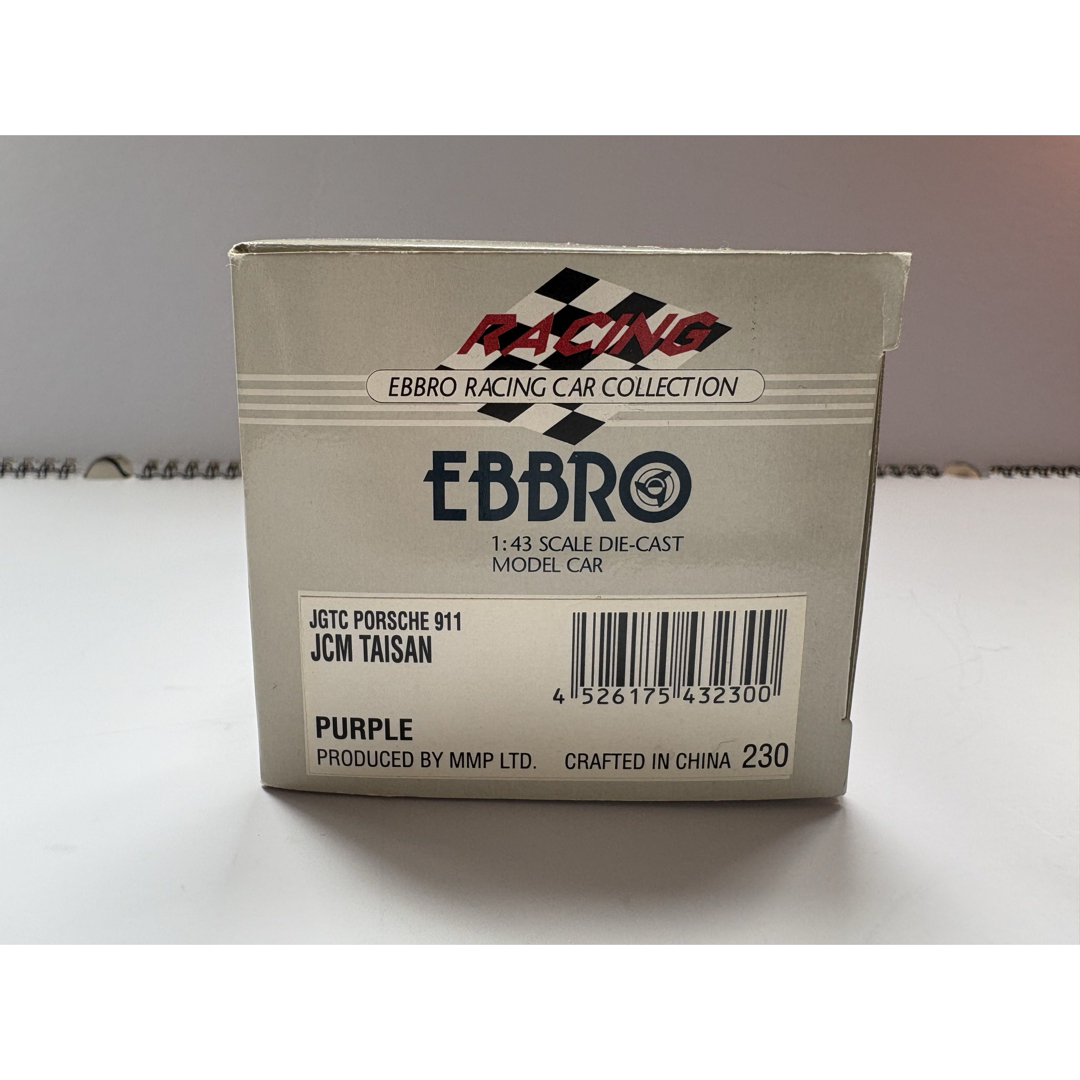 RACING
EBBRO RACING CAR COLLECTION
EBBRO
1:43 SCALE DIE-CAST
MODEL CAR
JGTC PORSCHE 911
JCM TAISAN
4 526175 432300
PURPLE
PRODUCED BY MMP LTD. CRAFTED IN CHINA 230